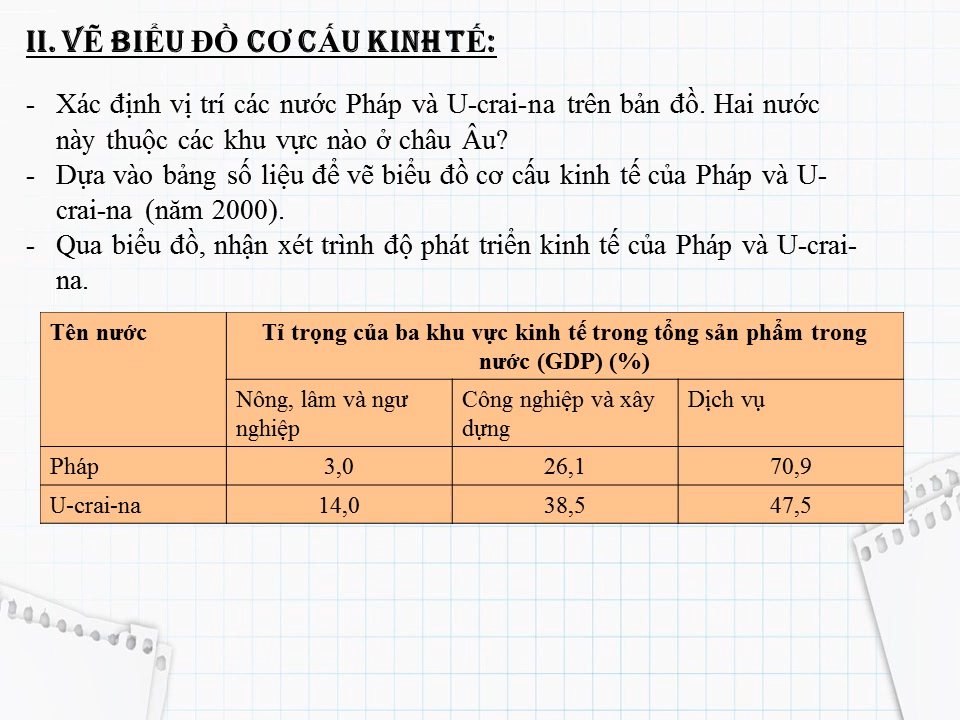 II. VẼ BIỂU ĐỒ CƠ CẤU KINH TẾ:
- Xác định vị trí các nước Pháp và U-crai-na trên bản đồ. Hai nước
này thuộc các khu vực nào ở châu Âu?
- Dựa vào bảng số liệu để vẽ biểu đồ cơ cấu kinh tế của Pháp và U-
crai-na (năm 2000).
- Qua biểu đồ, nhận xét trình độ phát triển kinh tế của Pháp và U-crai-
na.
Tên nước
Tỉ trọng của ba khu vực kinh tế trong tổng sản phẩm trong
nước (GDP) (%)
Nông, lâm và ngư
nghiệp
Công nghiệp và xây
dựng
Dịch vụ
Pháp 3,0 26,1 70,9
U-crai-na 14,0 38,5 47,5